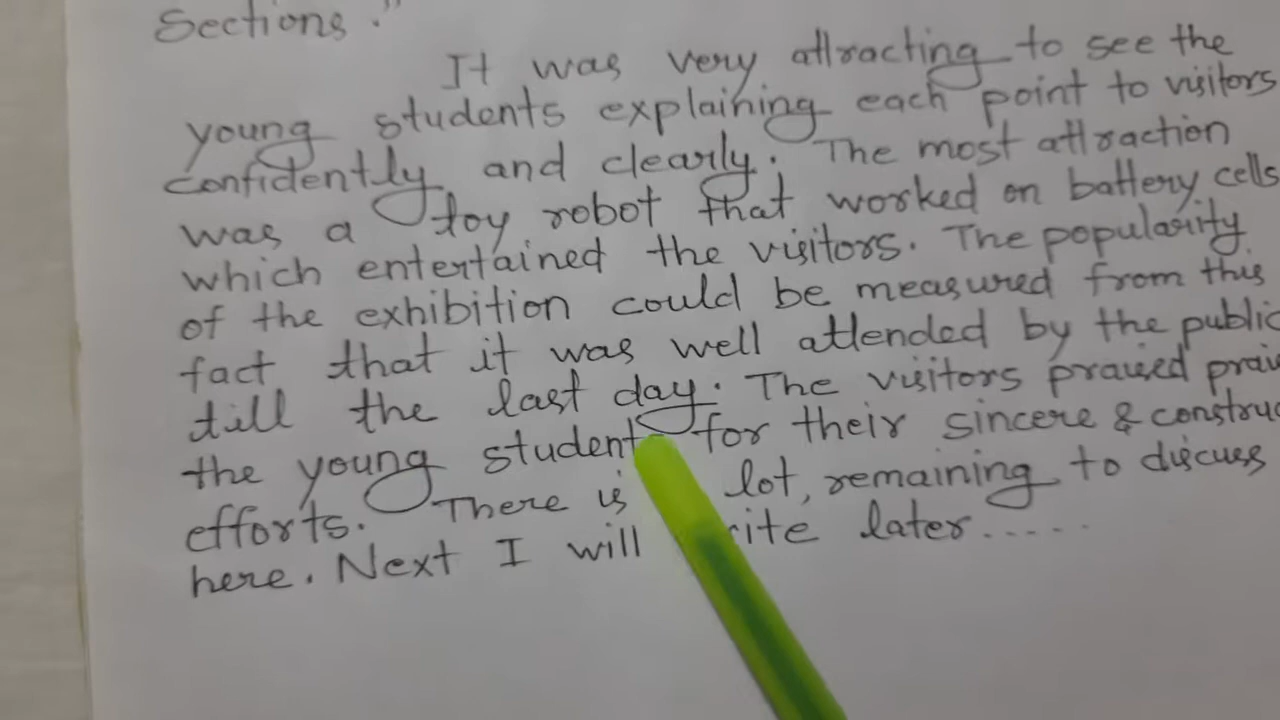 Sections."
It was very attracting to see the
young students explaining each point to visitors
confidently and clearly. The most attraction
was a toy robot that worked on battery cells
which entertained the visitors. The popularity
of the exhibition could be measured from this
fact that it was well attended by the public
till the last day. The visitors praised
the young student for their sincere &
efforts. There is lot, remaining to discuss
here. Next I will later.....